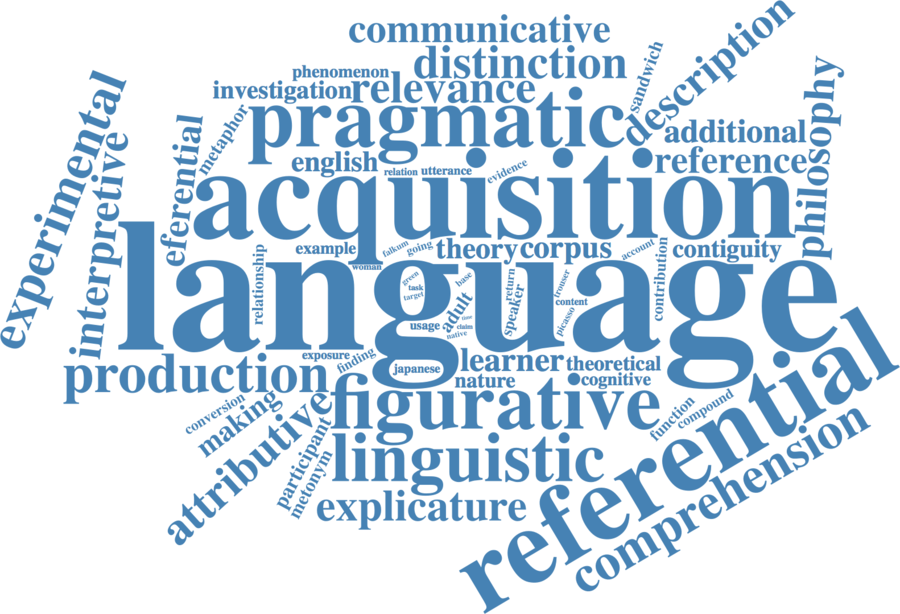 communicative
distinction
sandwich
description
phenomenon
investigation
relevance
experimental
metaphor
pragmatic
additional
philosophy
eferential
interpretive
english
relation
utterance
evidence
reference
acquisition
example
falkum
going
theory
corpus
account
contiguity
relationship
woman
language
green
task
target
base
return
trouser
contribution
adult
speaker
content
picasso
usage
time
claim
native
production
exposure
finding
japanese
learner
theoretical
nature
cognitive
conversion
making
attributive
figurative
function
compound
referential
participant
metonym
linguistic
comprehension
explicature